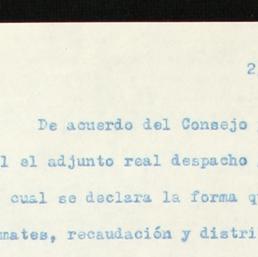 2
De acuerdo del Consejo
l el adjunto real despacho
cual se declara la forma
mates, recaudación y distri